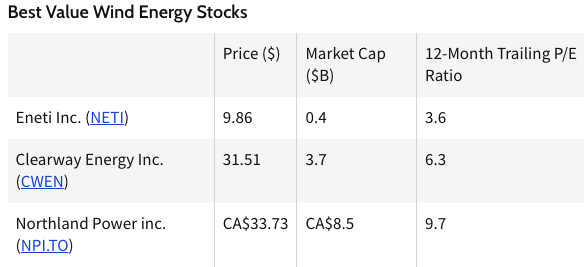 Best Value Wind Energy Stocks
Price ($) Market Cap 12-Month Trailing P/E
($B) Ratio
Eneti Inc. (NETI) 9.86 0.4 3.6
Clearway Energy Inc. 31.51 3.7 6.3
(CWEN)
Northland Power inc. CA$33.73 CA$8.5 9.7
(NPI.TO)